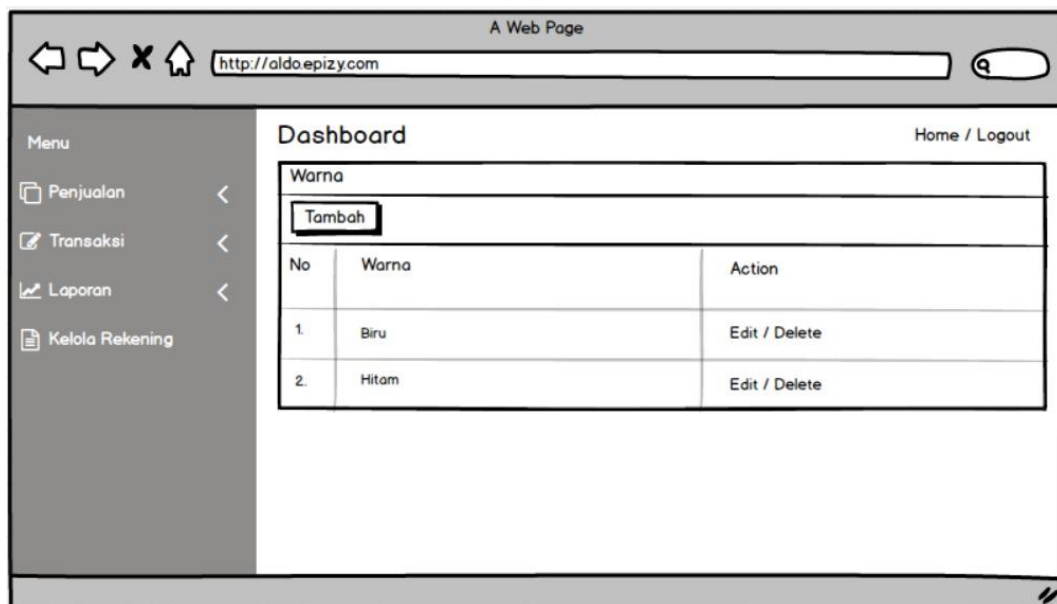 A Web Page
http://aldo.epizy.com
Menu
Penjualan
Transaksi
Laporan
Kelola Rekening
Dashboard
Home / Logout
Warna
Tambah
No Warna Action
1. Biru Edit / Delete
2. Hitam Edit / Delete